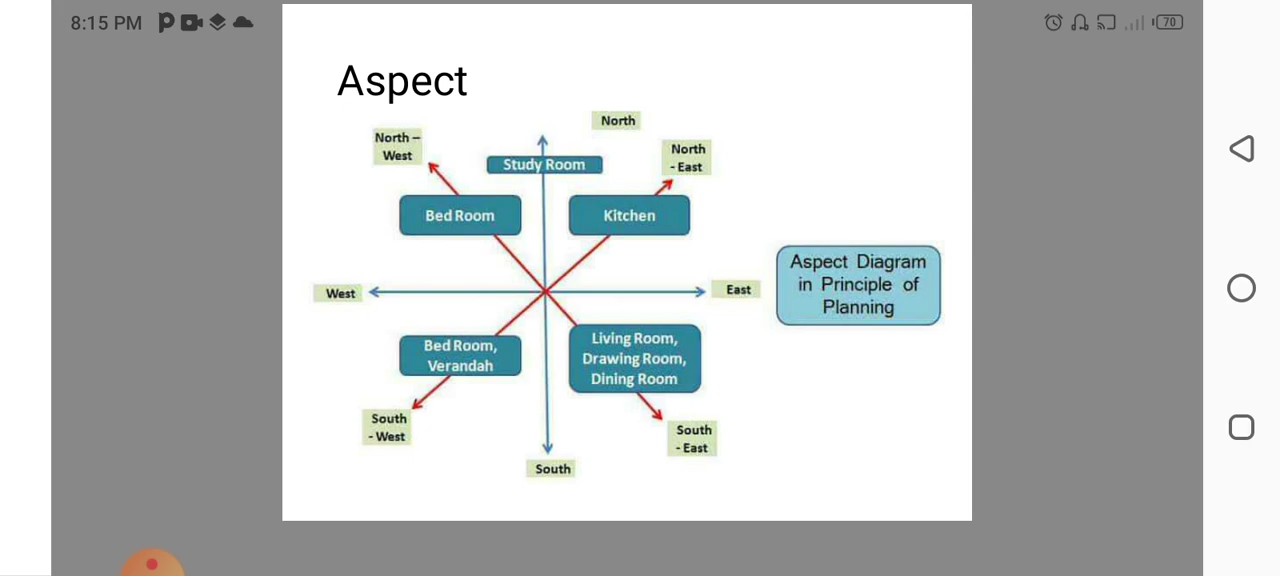 8:15 PM
70
Aspect
North
North –
West
North
- East
Study Room
Bed Room
Kitchen
West
East
Aspect Diagram
in Principle of
Planning
Bed Room,
Verandah
Living Room,
Drawing Room,
Dining Room
South
- West
South
- East
South